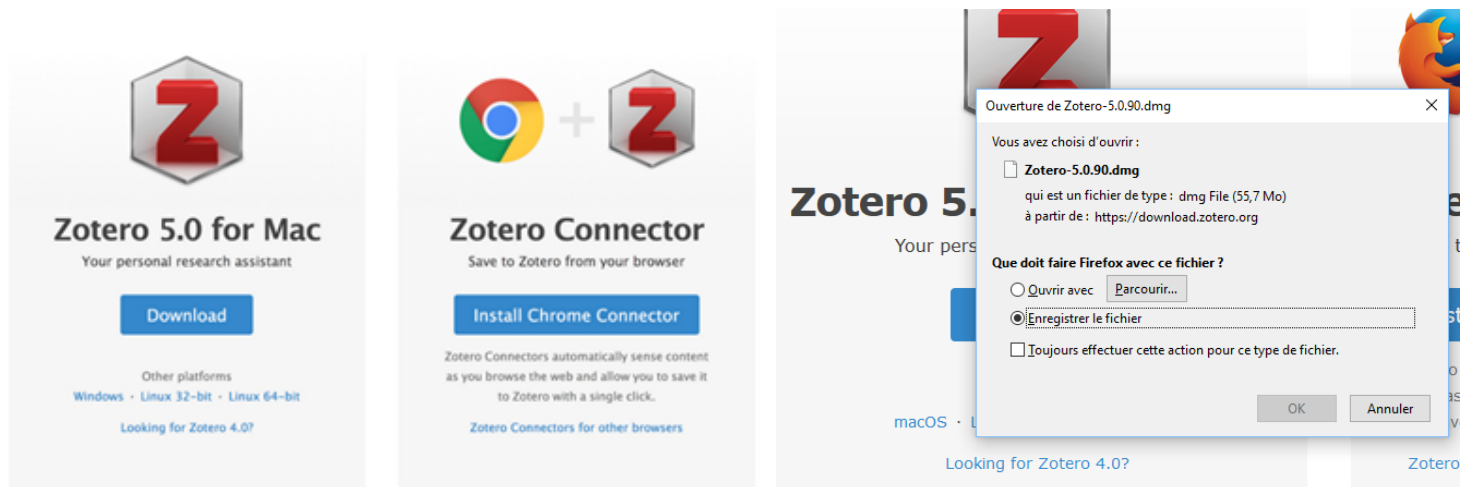 Z
Zotero 5.0 for Mac
Your personal research assistant
Download
Other platforms
Windows · Linux 32-bit · Linux 64-bit
Looking for Zotero 4.0?
+ Z
Zotero Connector
Save to Zotero from your browser
Install Chrome Connector
Zotero Connectors automatically sense content
as you browse the web and allow you to save it
to Zotero with a single click.
Zotero Connectors for other browsers
Zotero 5.
Your pers
macOS ·
Looking for Zotero 4.0?
Ouverture de Zotero-5.0.90.dmg
Vous avez choisi d'ouvrir :
Zotero-5.0.90.dmg
qui est un fichier de type : dmg File (55,7 Mo)
à partir de : https://download.zotero.org
Que doit faire Firefox avec ce fichier ?
Ouvrir avec Parcourir...
Enregistrer le fichier
Toujours effectuer cette action pour ce type de fichier.
OK Annuler
Zotero